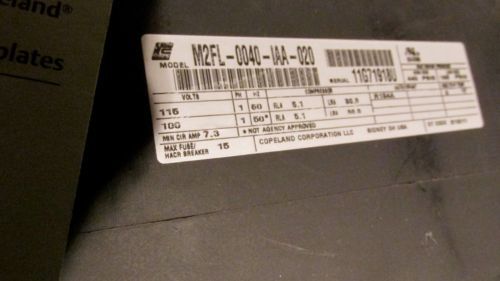 eland®
plates
MODEL M2FL-0040-IAA-020
SERIAL 11G71918U
VOLTS PH HZ COMPRESSOR
115 1 60 RLA 5.1 LRA
100 1 50* RLA 5.1 LRA
MIN CIR AMP 7.3 * NOT AGENCY APPROVED
MAX FUSE/
HACR BREAKER 15 COPELAND CORPORATION LLC SIDNEY OH USA